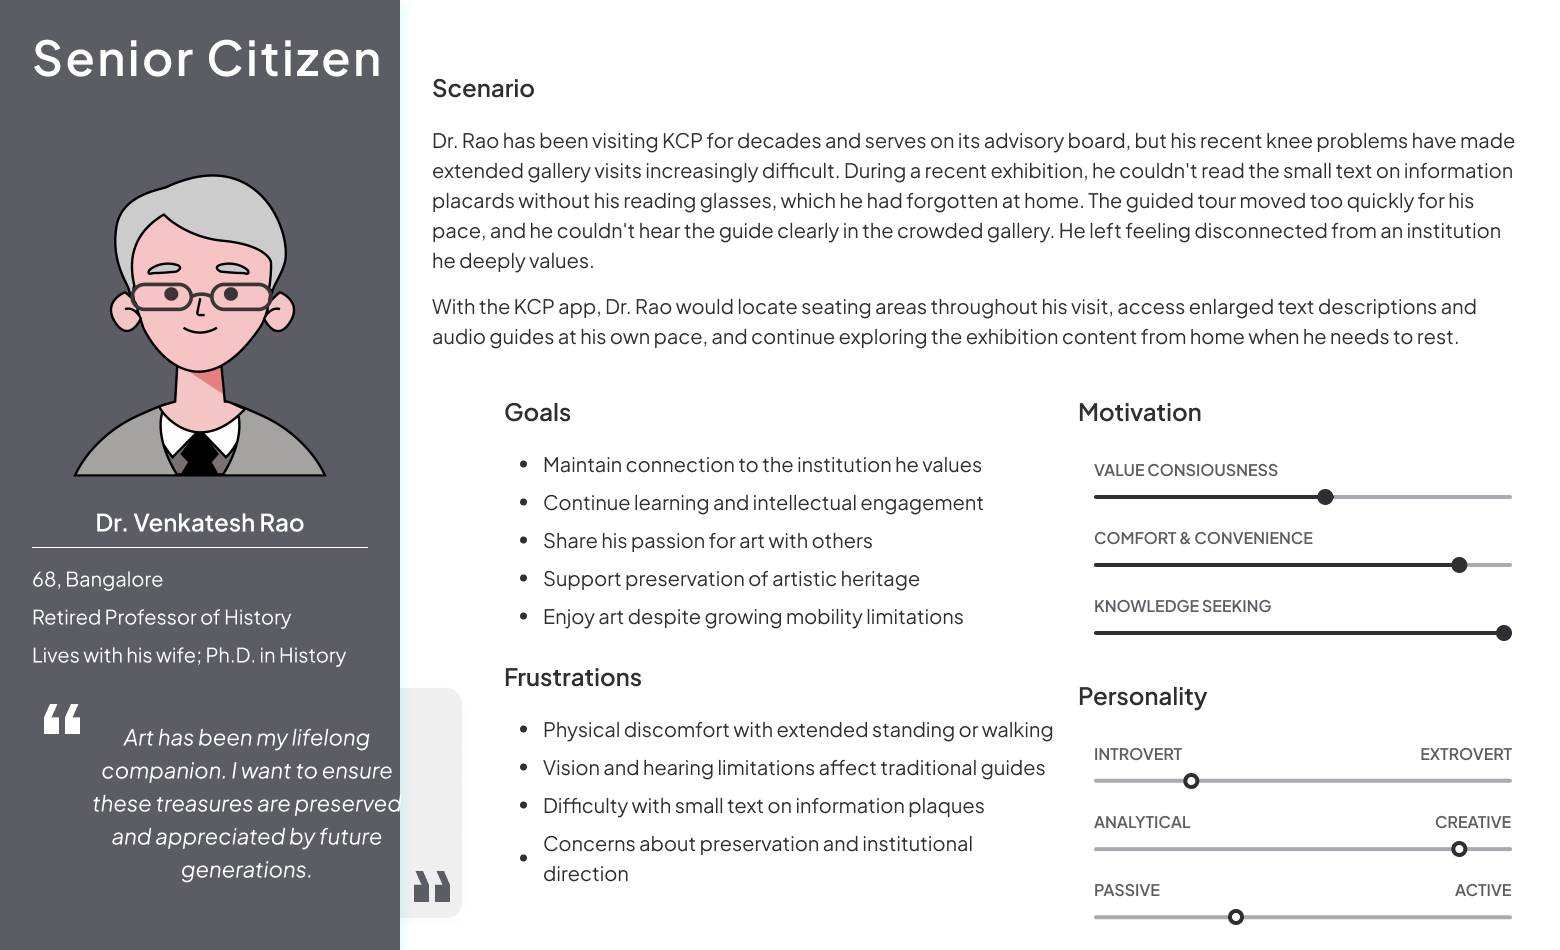 Senior Citizen
Dr. Venkatesh Rao
68, Bangalore
Retired Professor of History
Lives with his wife; Ph.D. in History
“
Art has been my lifelong
companion. I want to ensure
these treasures are preserved
and appreciated by future
generations.
”
Scenario
Dr. Rao has been visiting KCP for decades and serves on its advisory board, but his recent knee problems have made
extended gallery visits increasingly difficult. During a recent exhibition, he couldn't read the small text on information
placards without his reading glasses, which he had forgotten at home. The guided tour moved too quickly for his
pace, and he couldn't hear the guide clearly in the crowded gallery. He left feeling disconnected from an institution
he deeply values.
With the KCP app, Dr. Rao would locate seating areas throughout his visit, access enlarged text descriptions and
audio guides at his own pace, and continue exploring the exhibition content from home when he needs to rest.
Goals
• Maintain connection to the institution he values
• Continue learning and intellectual engagement
• Share his passion for art with others
• Support preservation of artistic heritage
• Enjoy art despite growing mobility limitations
Frustrations
• Physical discomfort with extended standing or walking
• Vision and hearing limitations affect traditional guides
• Difficulty with small text on information plaques
• Concerns about preservation and institutional
direction
Motivation
VALUE CONSIOUSNESS
COMFORT & CONVENIENCE
KNOWLEDGE SEEKING
Personality
INTROVERT EXTROVERT
ANALYTICAL CREATIVE
PASSIVE ACTIVE